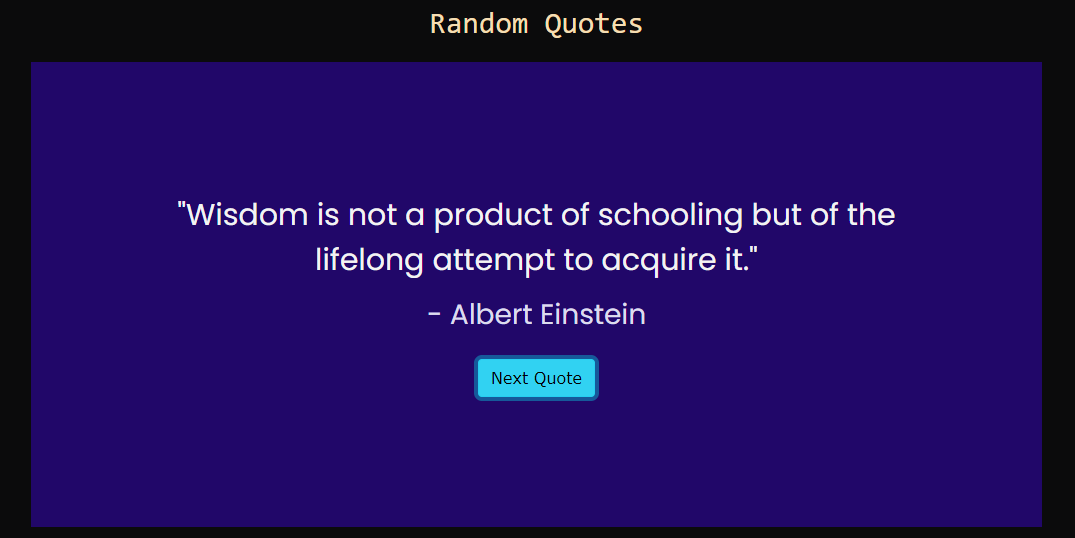 Random Quotes
"Wisdom is not a product of schooling but of the
lifelong attempt to acquire it."
- Albert Einstein
Next Quote